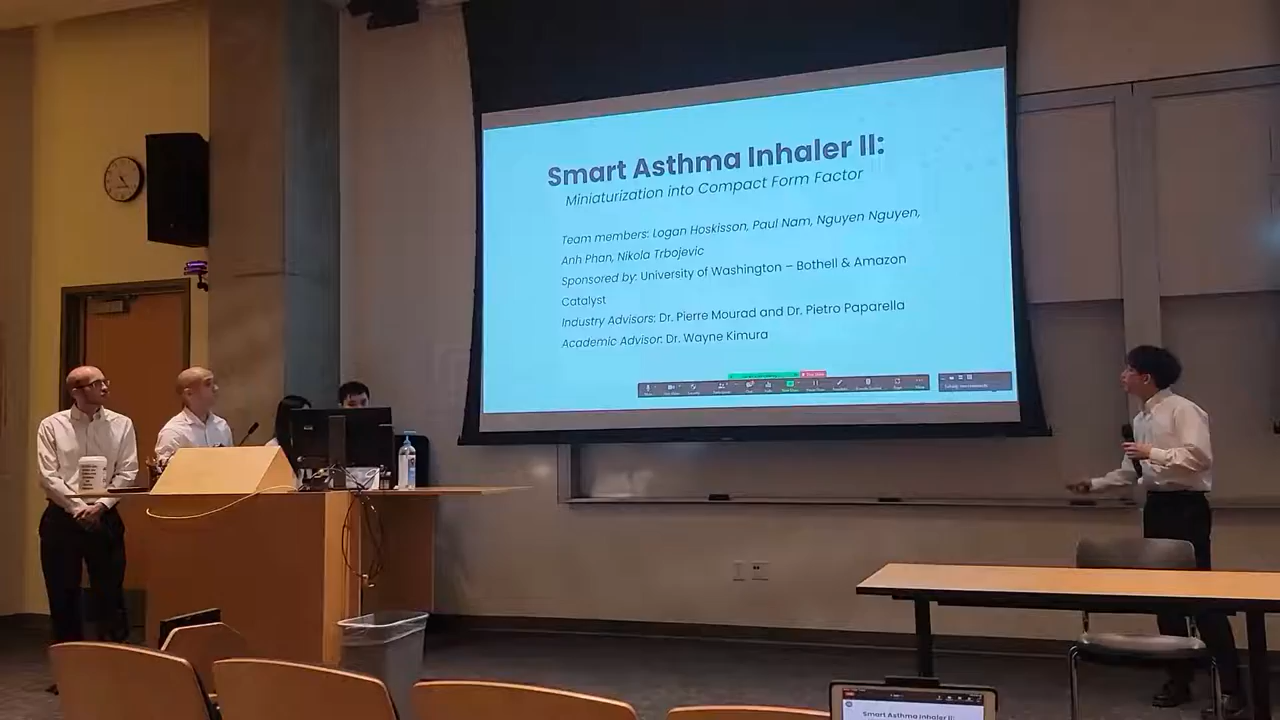 Smart Asthma Inhaler II:
Miniaturization into Compact Form Factor
Team members: Logan Hoskisson, Paul Nam, Nguyen Nguyen,
Anh Phan, Nikola Trbojevic
Sponsored by: University of Washington – Bothell & Amazon
Catalyst
Industry Advisors: Dr. Pierre Mourad and Dr. Pietro Paparella
Academic Advisor: Dr. Wayne Kimura
Smart Asthma Inhaler II: